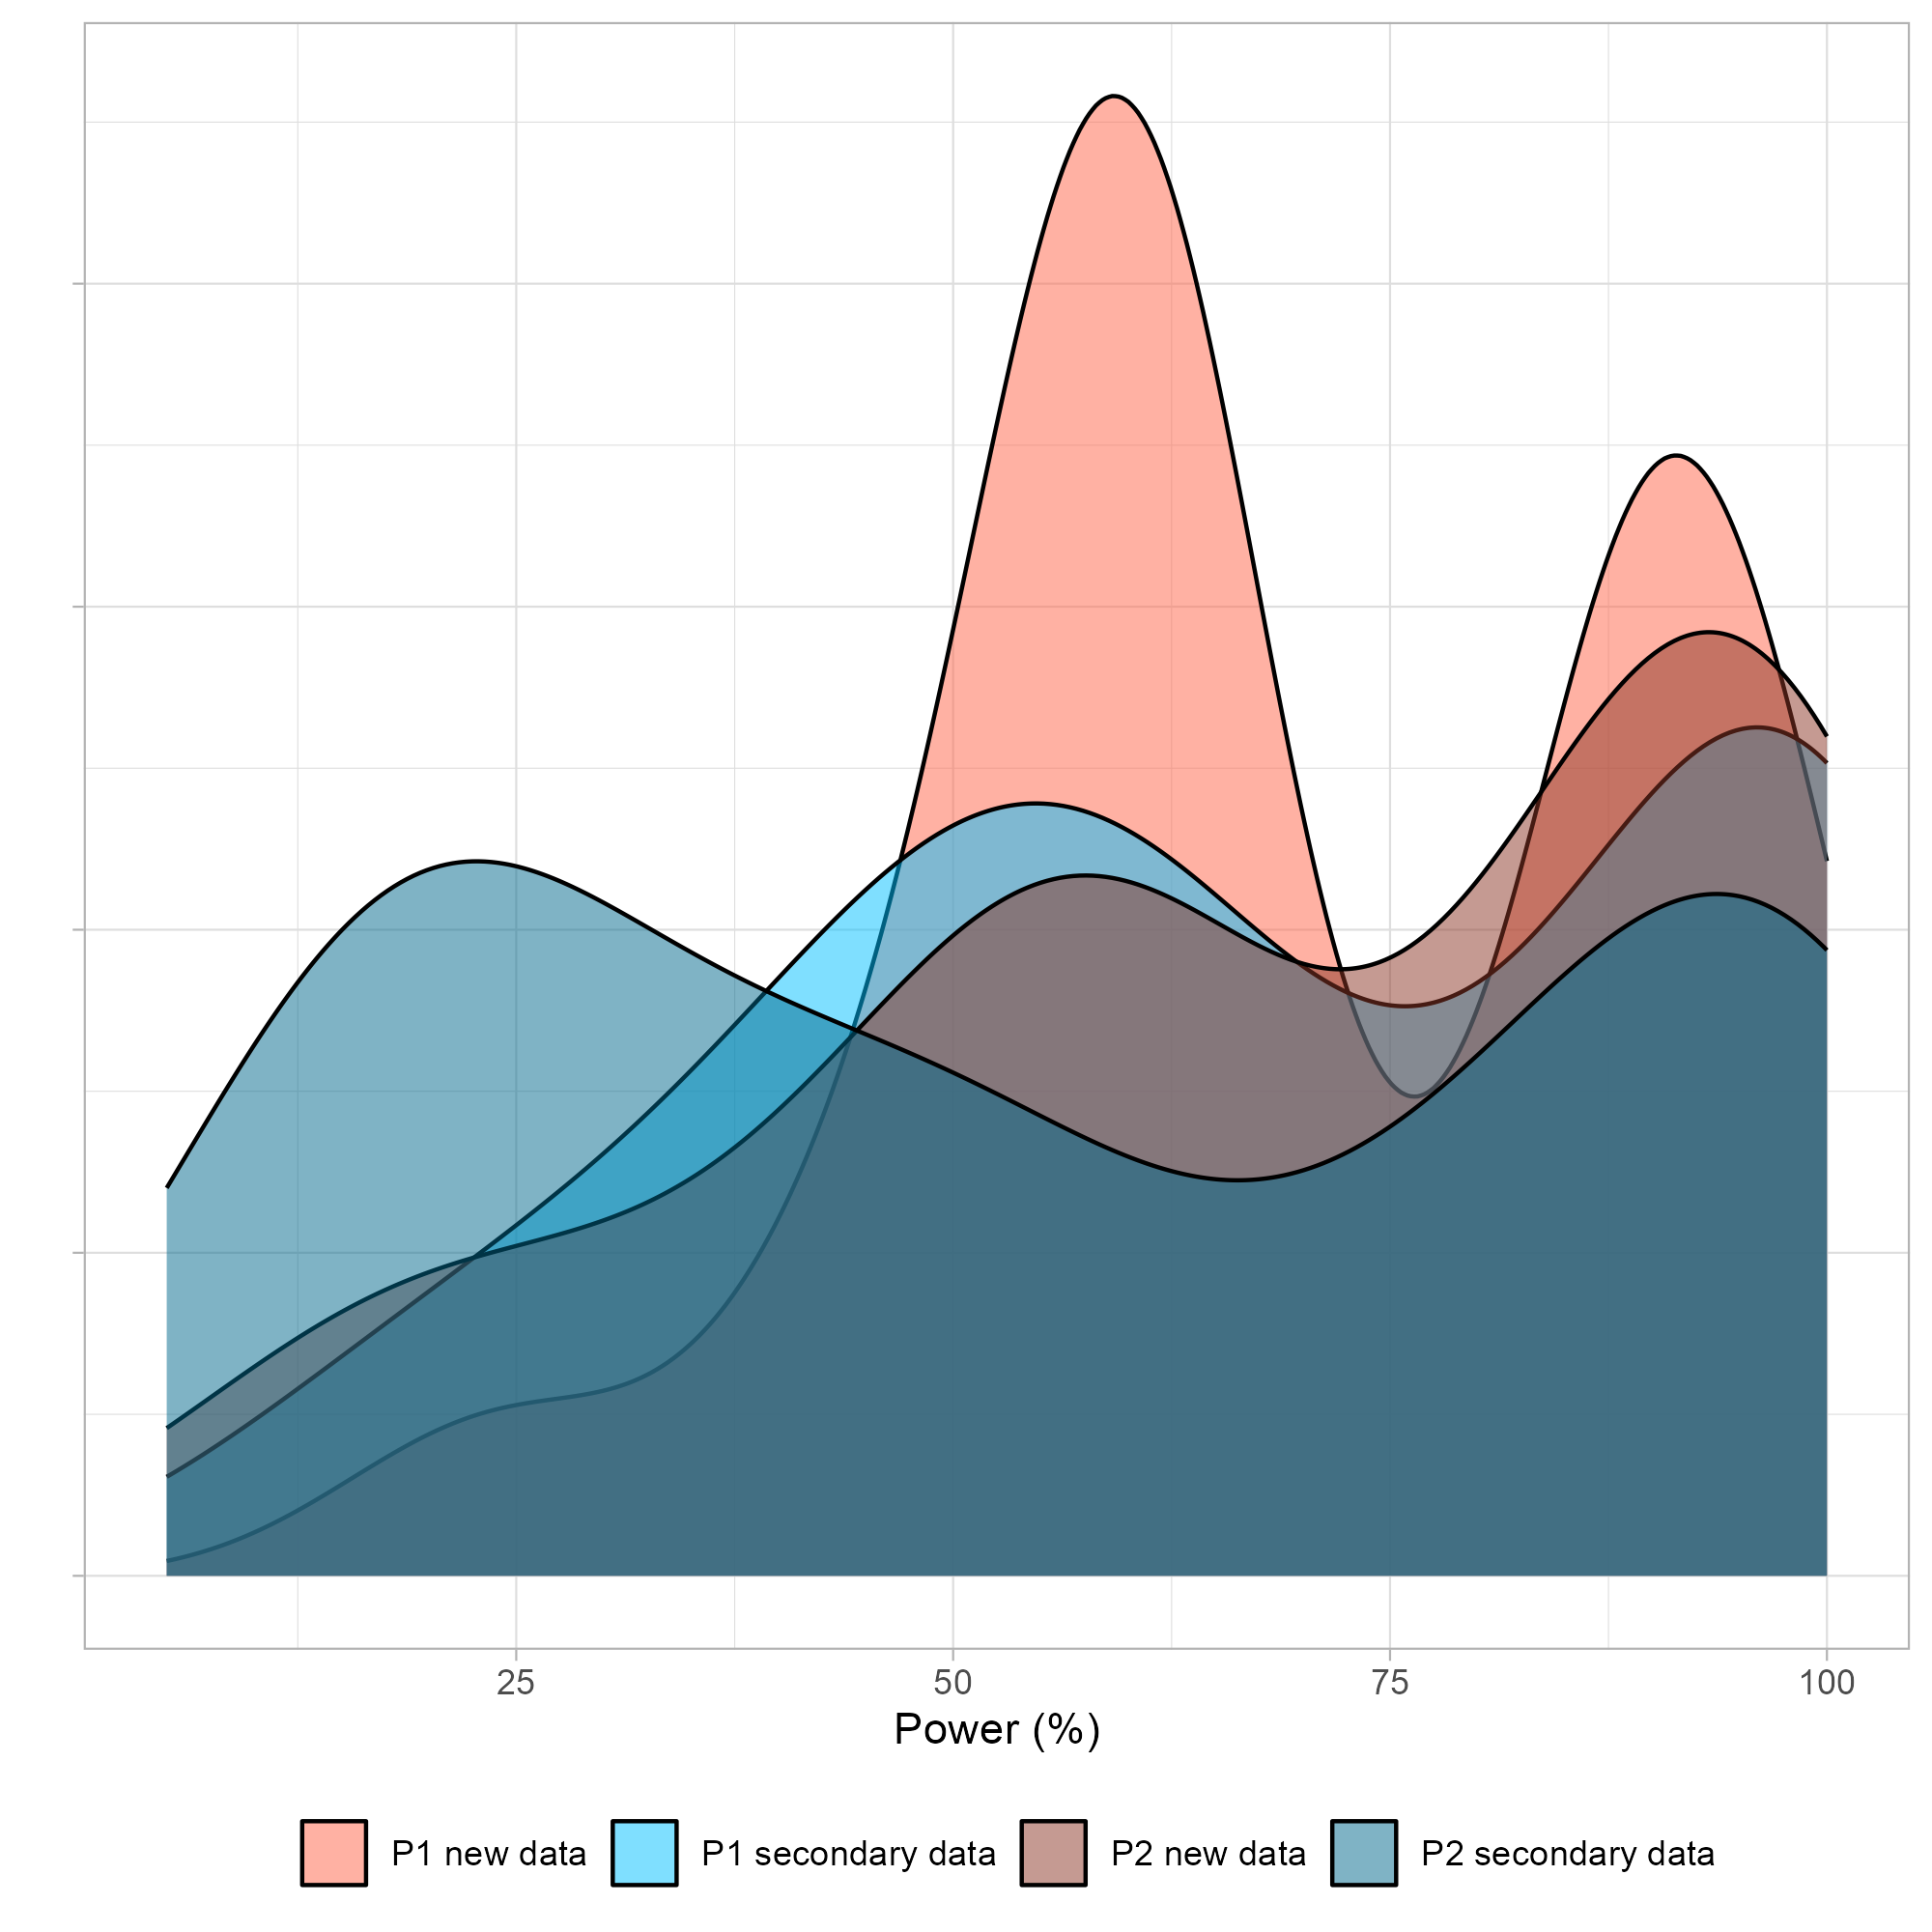 25 50 75 100
Power (%)
P1 new data P1 secondary data P2 new data P2 secondary data